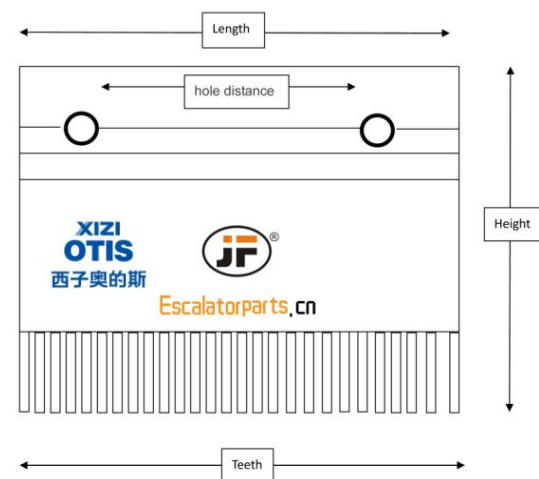 Length
hole distance
Height
XIZI
OTIS
西子奥的斯
JF®
Escalatorparts.cn
Teeth